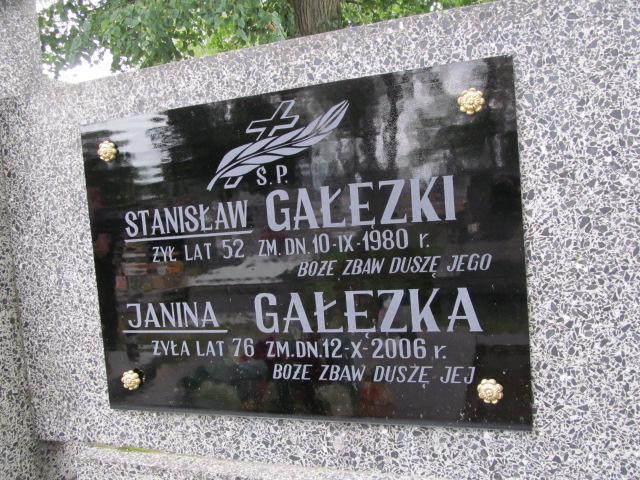 Ś.P.
STANISŁAW GAŁĘZKI
ŻYŁ LAT 52 ZM.DN.10-IX-1980 r.
BOŻE ZBAW DUSZĘ JEGO
JANINA GAŁĘZKA
ŻYŁA LAT 76 ZM.DN.12-X-2006 r.
BOŻE ZBAW DUSZĘ JEJ